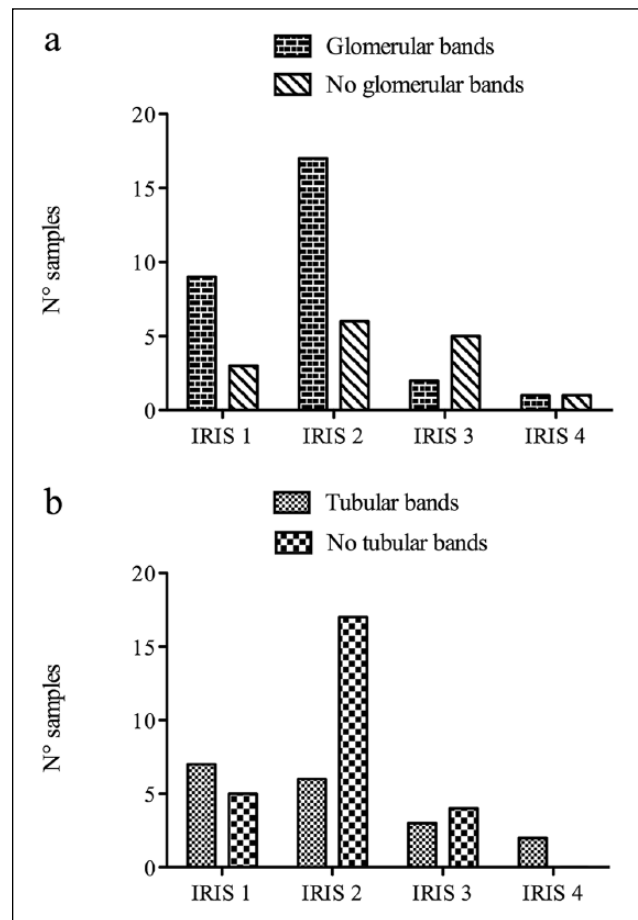 a
Glomerular bands
No glomerular bands
N° samples
20
15
10
5
0
IRIS 1 IRIS 2 IRIS 3 IRIS 4
b
Tubular bands
No tubular bands
N° samples
20
15
10
5
0
IRIS 1 IRIS 2 IRIS 3 IRIS 4